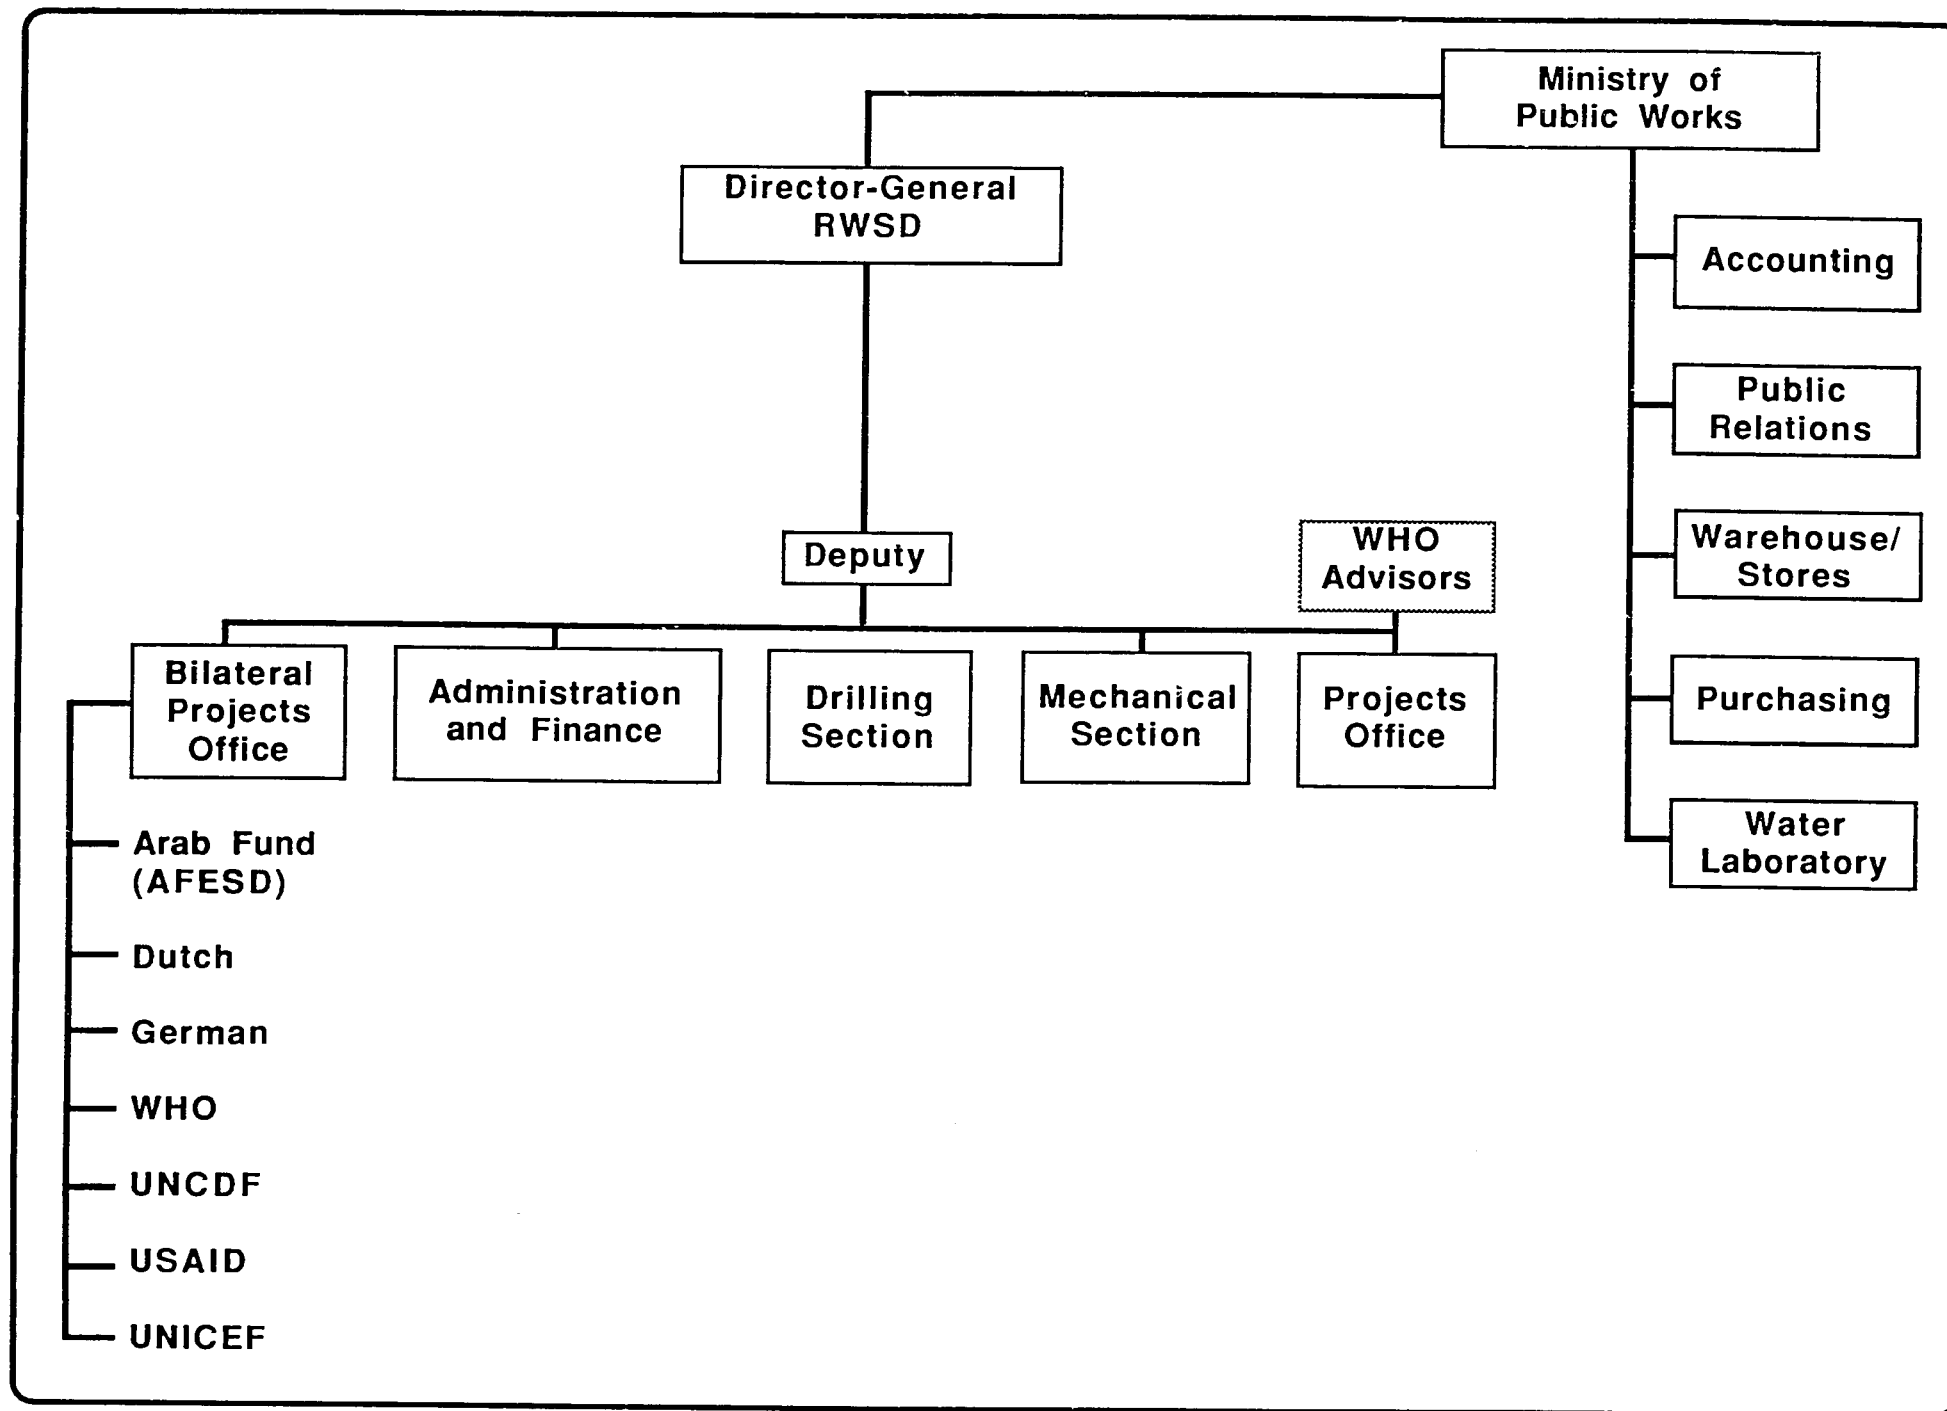 Ministry of
Public Works
Director-General
RWSD
Accounting
Public
Relations
Warehouse/
Stores
Purchasing
Water
Laboratory
Deputy
WHO
Advisors
Bilateral
Projects
Office
Administration
and Finance
Drilling
Section
Mechanical
Section
Projects
Office
Arab Fund
(AFESD)
Dutch
German
WHO
UNCDF
USAID
UNICEF